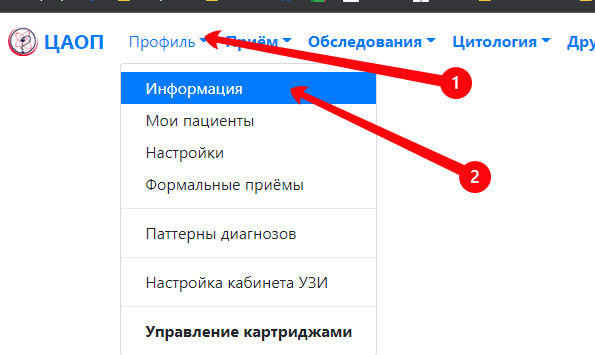 ЦАОП Профиль Приём Обследования Цитология Дру
1
Информация
Мои пациенты
2
Настройки
Формальные приёмы
Паттерны диагнозов
Настройка кабинета УЗИ
Управление картриджами